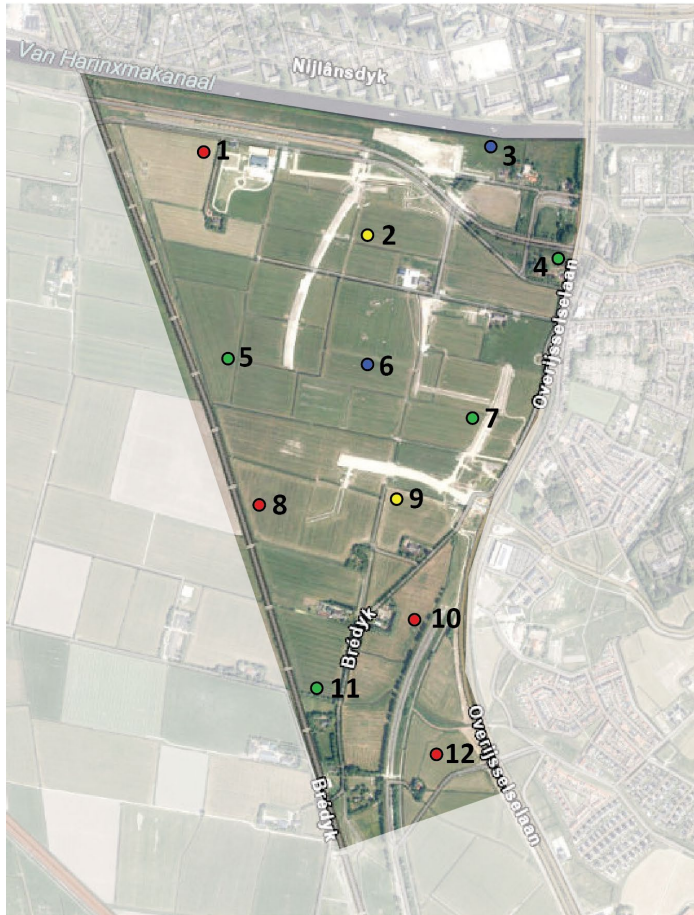 Van Harinxmakanaal
Nijlânsdyk
1
3
2
4
Overijsselselaan
5
6
7
8
9
10
Brédyk
11
Overijsselselaan
12
Brédyk